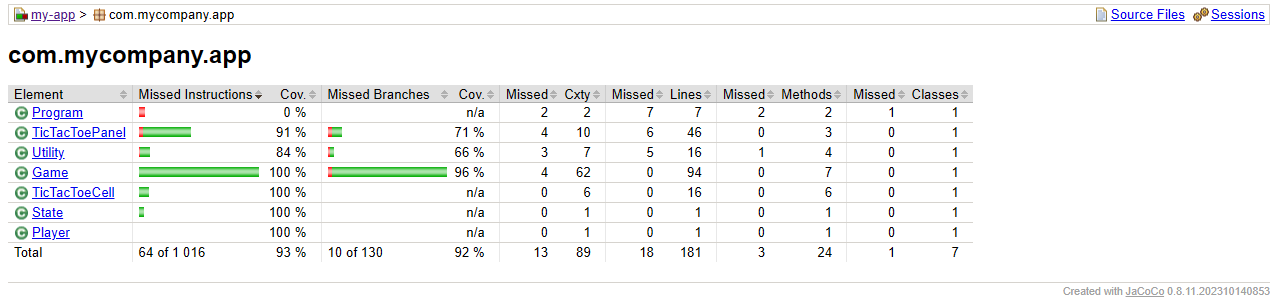 my-app > com.mycompany.app Source Files Sessions
com.mycompany.app
Element Missed Instructions Cov. Missed Branches Cov. Missed Cxty Missed Lines Missed Methods Missed Classes
Program 0 % n/a 2 2 7 7 2 2 1 1
TicTacToePanel 91 % 71 % 4 10 6 46 0 3 0 1
Utility 84 % 66 % 3 7 5 16 1 4 0 1
Game 100 % 96 % 4 62 0 94 0 7 0 1
TicTacToeCell 100 % n/a 0 6 0 16 0 6 0 1
State 100 % n/a 0 1 0 1 0 1 0 1
Player 100 % n/a 0 1 0 1 0 1 0 1
Total 64 of 1 016 93 % 10 of 130 92 % 13 89 18 181 3 24 1 7
Created with JaCoCo 0.8.11.202310140853